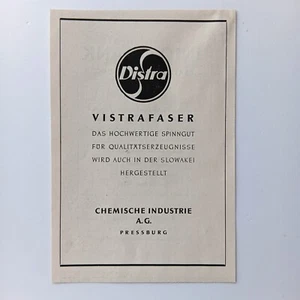 Distra
VISTRAFASER
DAS HOCHWERTIGE SPINNGUT
FÜR QUALITÄTSERZEUGNISSE
WIRD AUCH IN DER SLOWAKEI
HERGESTELLT
CHEMISCHE INDUSTRIE
A.G.
PRESSBURG